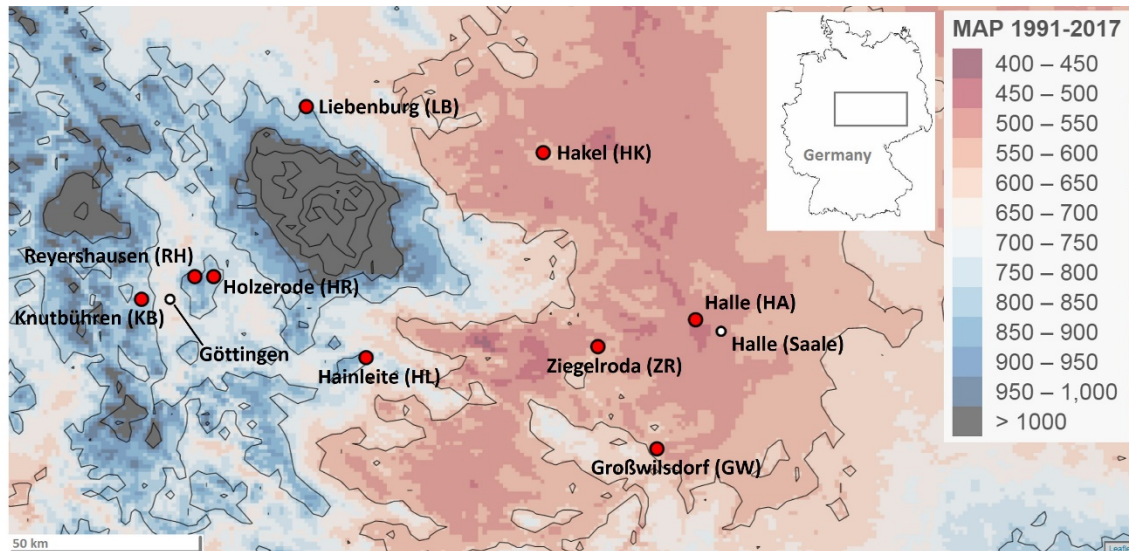 MAP 1991-2017
400 – 450
450 – 500
500 – 550
550 – 600
600 – 650
650 – 700
700 – 750
750 – 800
800 – 850
850 – 900
900 – 950
950 – 1,000
> 1000
Germany
Liebenburg (LB)
Hakel (HK)
Reyershausen (RH)
Holzerode (HR)
Knutbühren (KB)
Göttingen
Hainleite (HL)
Halle (HA)
Halle (Saale)
Ziegelroda (ZR)
Großwilsdorf (GW)
50 km